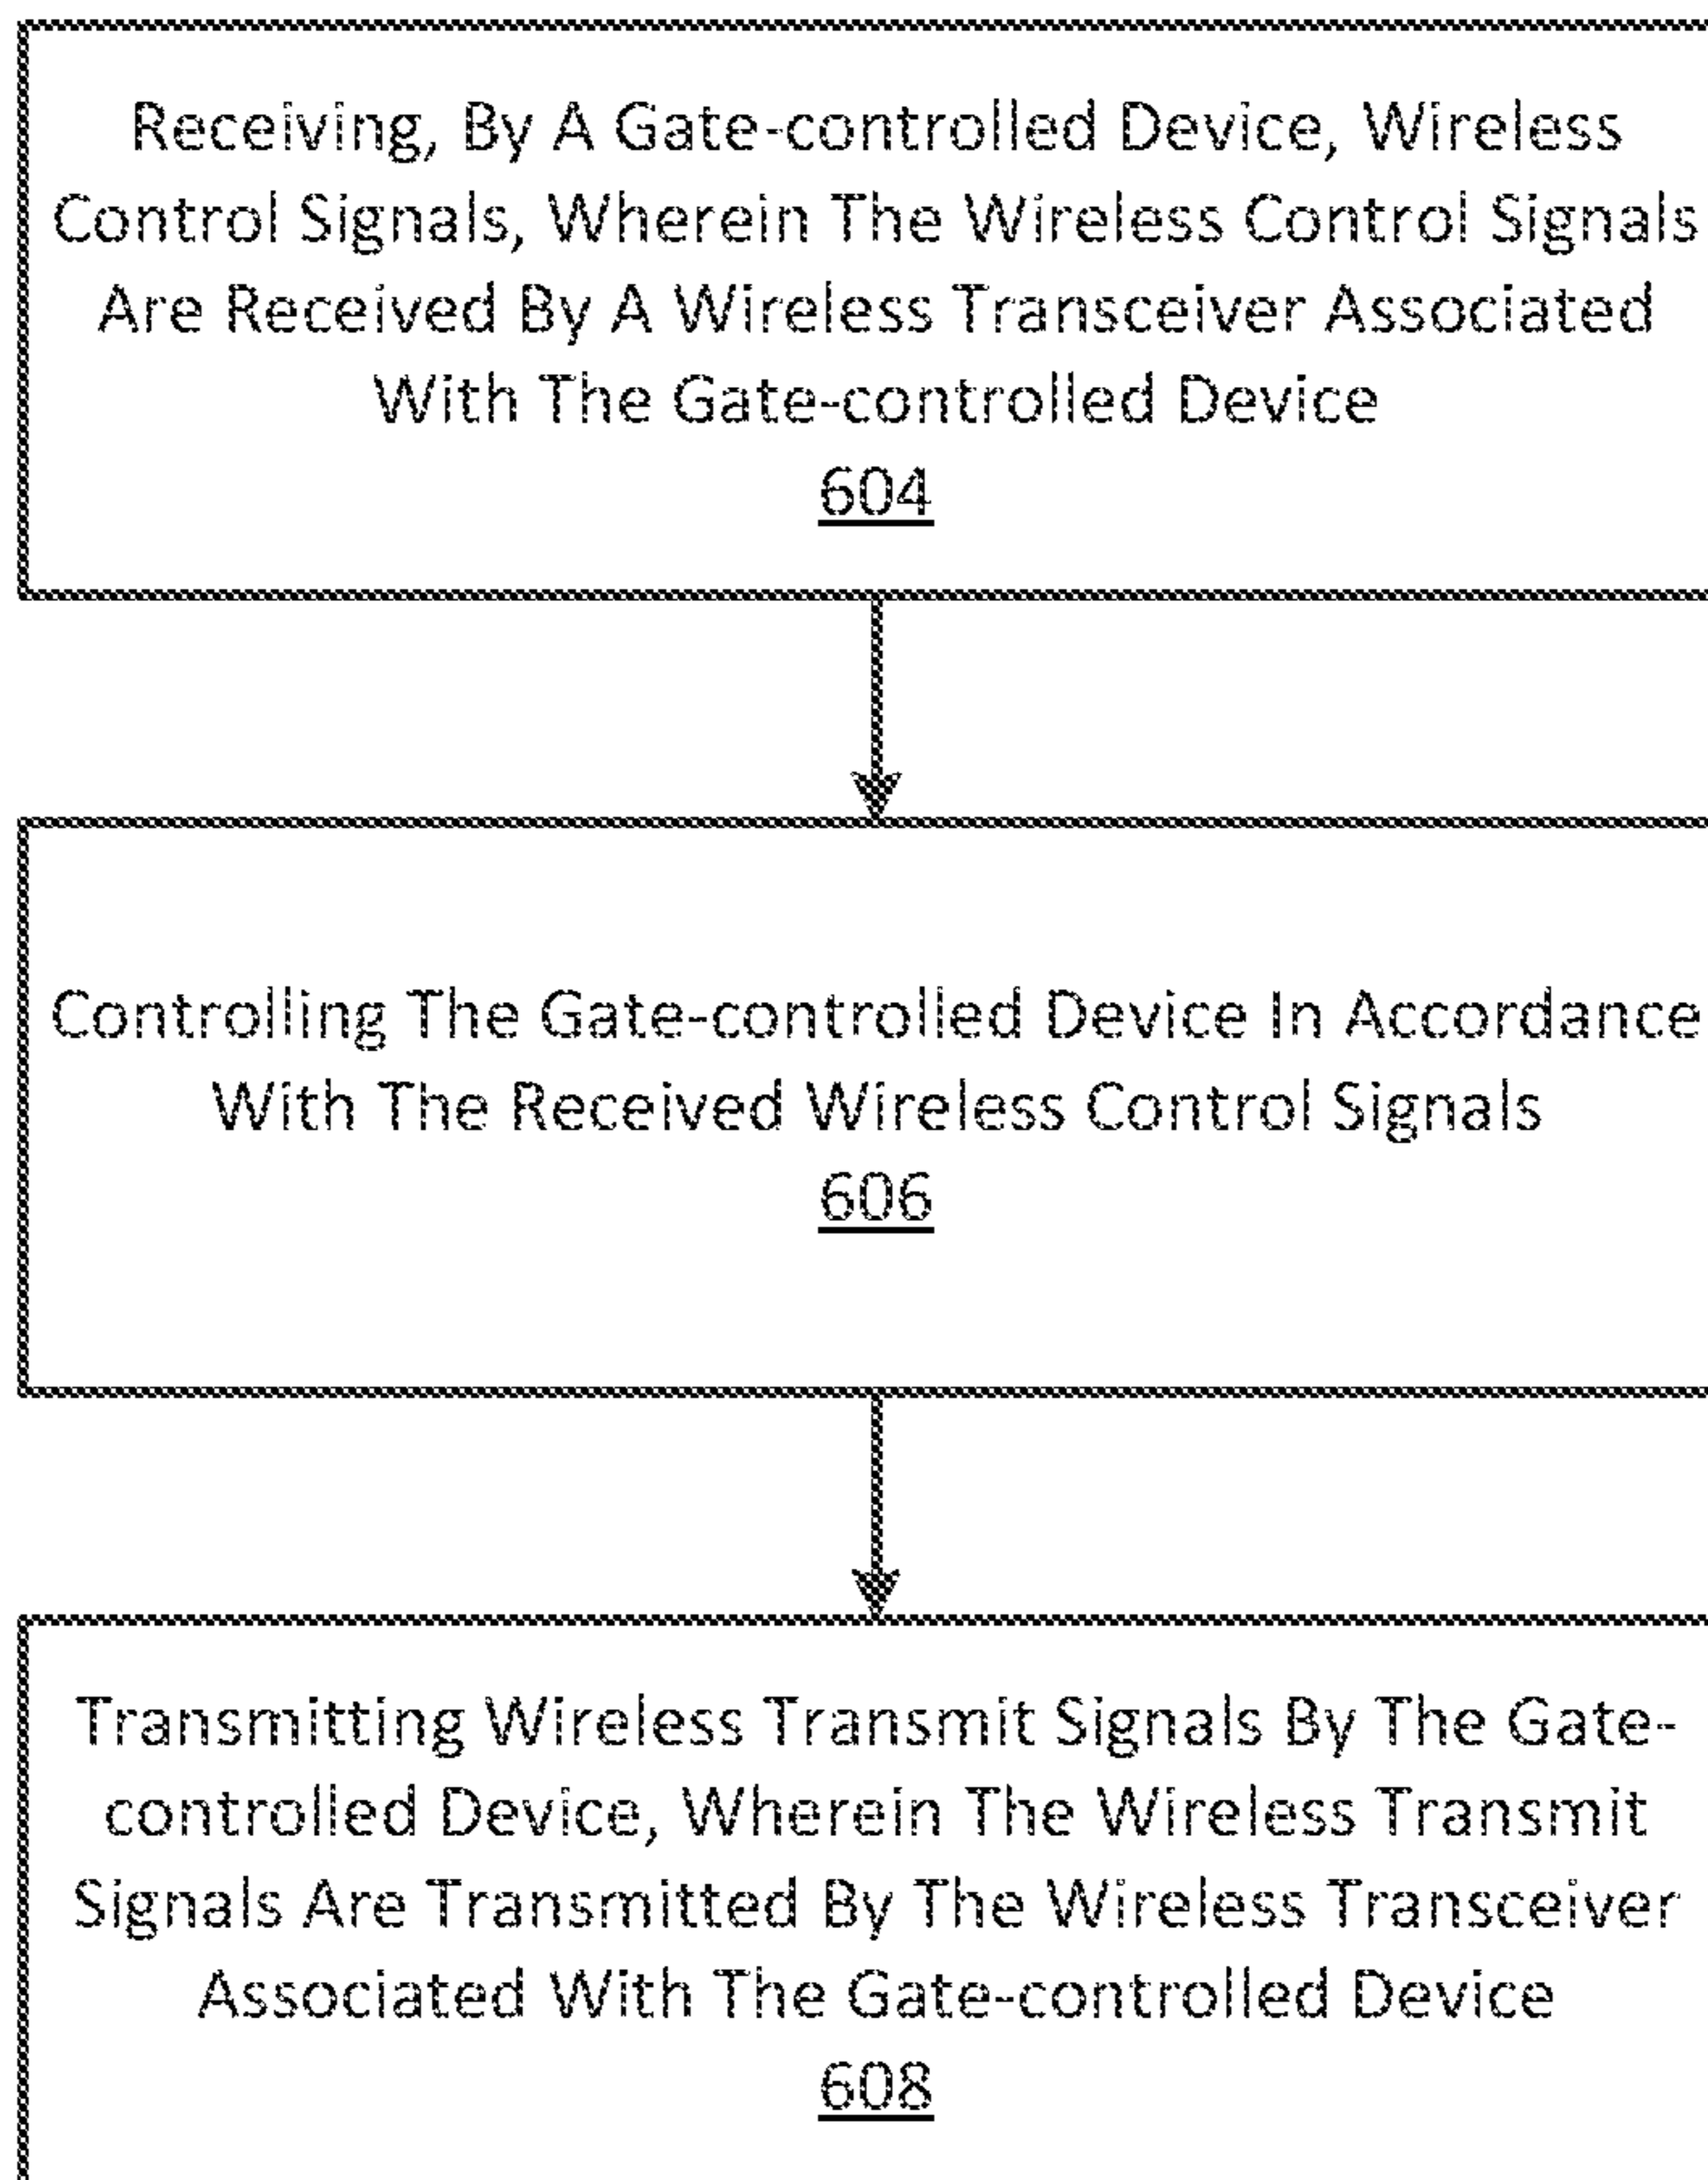 Receiving, By A Gate-controlled Device, Wireless
Control Signals, Wherein The Wireless Control Signals
Are Received By A Wireless Transceiver Associated
With The Gate-controlled Device
604
Controlling The Gate-controlled Device In Accordance
With The Received Wireless Control Signals
606
Transmitting Wireless Transmit Signals By The Gate-
controlled Device, Wherein The Wireless Transmit
Signals Are Transmitted By The Wireless Transceiver
Associated With The Gate-controlled Device
608